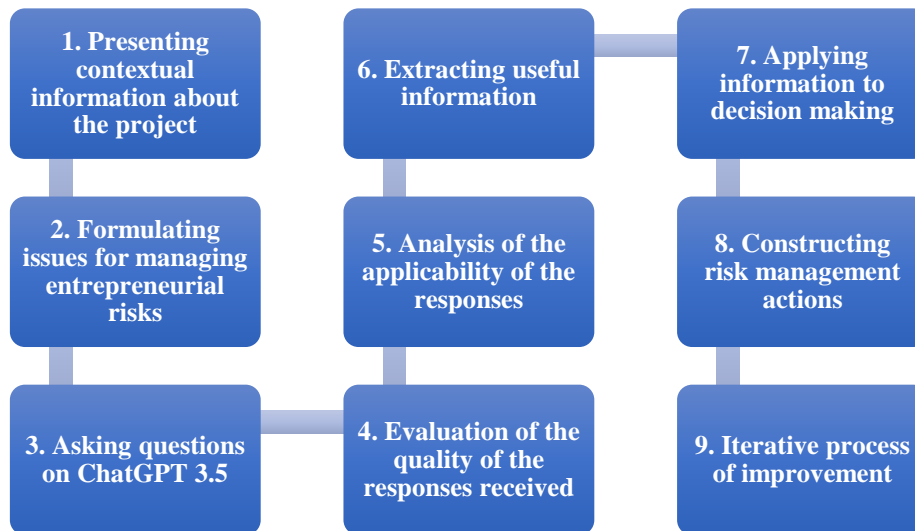 1. Presenting
contextual
information about
the project
2. Formulating
issues for managing
entrepreneurial
risks
3. Asking questions
on ChatGPT 3.5
4. Evaluation of the
quality of the
responses received
5. Analysis of the
applicability of the
responses
6. Extracting useful
information
7. Applying
information to
decision making
8. Constructing
risk management
actions
9. Iterative process
of improvement